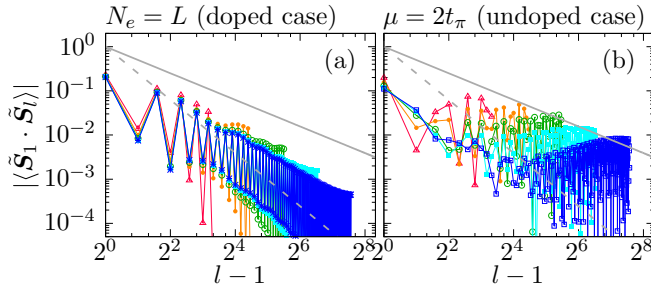 N_e = L (doped case)
μ = 2t_π (undoped case)
(a)
(b)
|⟨S̃_1 · S̃_l⟩|
10^0
10^{-1}
10^{-2}
10^{-3}
10^{-4}
2^0 2^2 2^4 2^6 2^8
2^0 2^2 2^4 2^6 2^8
l − 1
l − 1